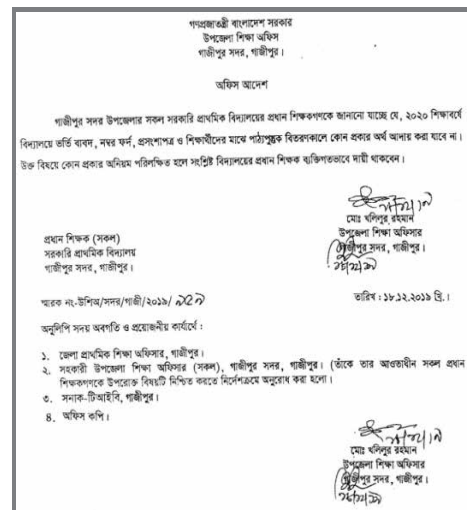 গণপ্রজাতন্ত্রী বাংলাদেশ সরকার
উপজেলা শিক্ষা অফিস
গাজীপুর সদর, গাজীপুর।
অফিস আদেশ
গাজীপুর সদর উপজেলার সকল সরকারি প্রাথমিক বিদ্যালয়ের প্রধান শিক্ষকগণকে জানানো যাচ্ছে যে, ২০২০ শিক্ষাবর্ষে
বিদ্যালয়ে ভর্তি বাবদ, নম্বর ফর্দ, প্রসংশাপত্র ও শিক্ষার্থীদের মাঝে পাঠ্যপুস্তক বিতরণকালে কোন প্রকার অর্থ আদায় করা যাবে না।
উক্ত বিষয়ে কোন প্রকার অনিয়ম পরিলক্ষিত হলে সংশ্লিষ্ট বিদ্যালয়ের প্রধান শিক্ষক ব্যক্তিগতভাবে দায়ী থাকবেন।
মোঃ খলিলুর রহমান
উপজেলা শিক্ষা অফিসার
গাজীপুর সদর, গাজীপুর।
প্রধান শিক্ষক (সকল)
সরকারি প্রাথমিক বিদ্যালয়
গাজীপুর সদর, গাজীপুর।
স্মারক নং-উশিঅ/সদর/গাজী/২০১৯/
তারিখ : ১৮.১২.২০১৯ খ্রি.।
অনুলিপি সদয় অবগতি ও প্রয়োজনীয় কার্যার্থে :
১. জেলা প্রাথমিক শিক্ষা অফিসার, গাজীপুর।
২. সহকারী উপজেলা শিক্ষা অফিসার (সকল), গাজীপুর সদর, গাজীপুর। (তাঁকে তার আওতাধীন সকল প্রধান
শিক্ষকগণকে উপরোক্ত বিষয়টি নিশ্চিত করতে নির্দেশক্রমে অনুরোধ করা হলো।
৩. সনাক-টিআইবি, গাজীপুর।
৪. অফিস কপি।
মোঃ খলিলুর রহমান
উপজেলা শিক্ষা অফিসার
গাজীপুর সদর, গাজীপুর।